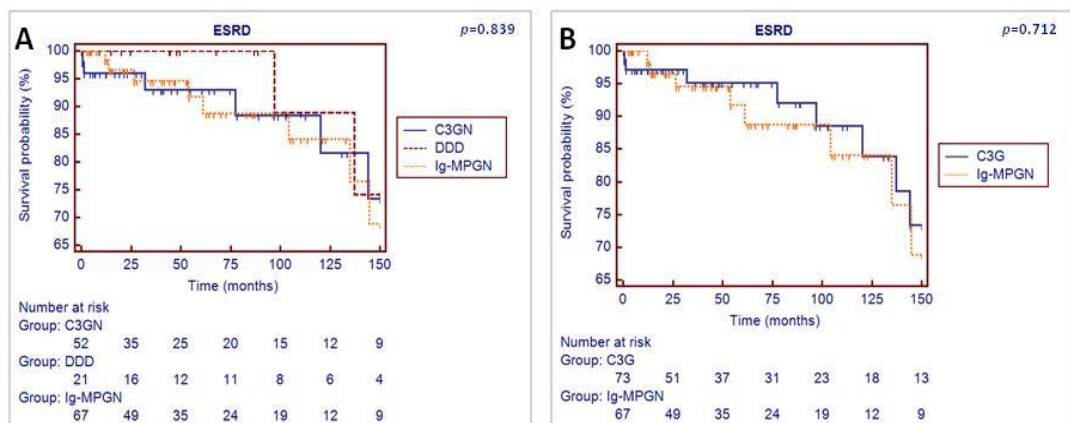 A
ESRD
p=0.839
Survival probability (%)
100
95
90
85
80
75
70
65
0 25 50 75 100 125 150
Time (months)
C3GN
DDD
Ig-MPGN
Number at risk
Group: C3GN
52 35 25 20 15 12 9
Group: DDD
21 16 12 11 8 6 4
Group: Ig-MPGN
67 49 35 24 19 12 9
B
ESRD
p=0.712
Survival probability (%)
100
95
90
85
80
75
70
65
0 25 50 75 100 125 150
Time (months)
C3G
Ig-MPGN
Number at risk
Group: C3G
73 51 37 31 23 18 13
Group: Ig-MPGN
67 49 35 24 19 12 9